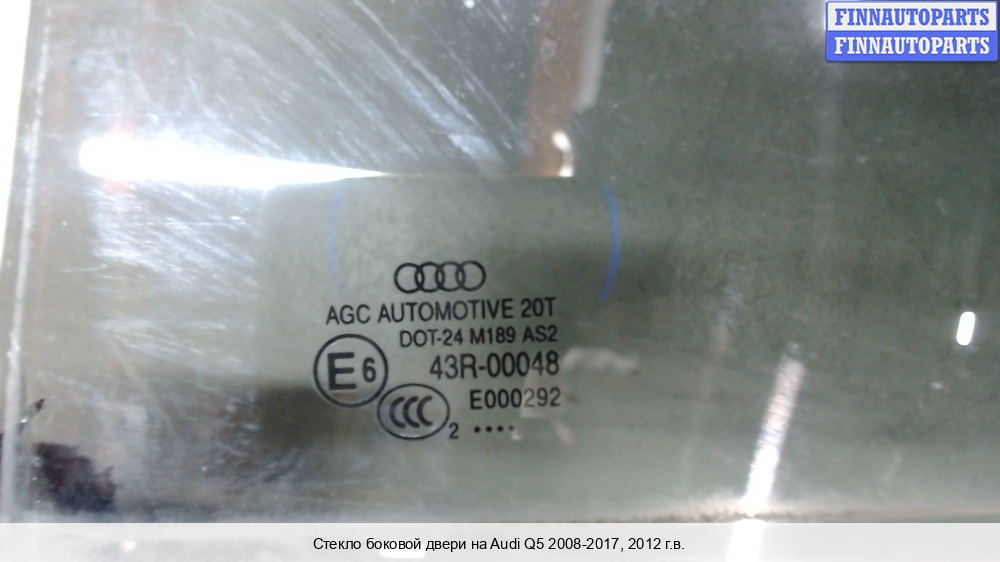 FINNAUTOPARTS
FINNAUTOPARTS
AGC AUTOMOTIVE 20T
DOT-24 M189 AS2
E6 43R-00048
CCC E000292
2 ....
Стекло боковой двери на Audi Q5 2008-2017, 2012 г.в.